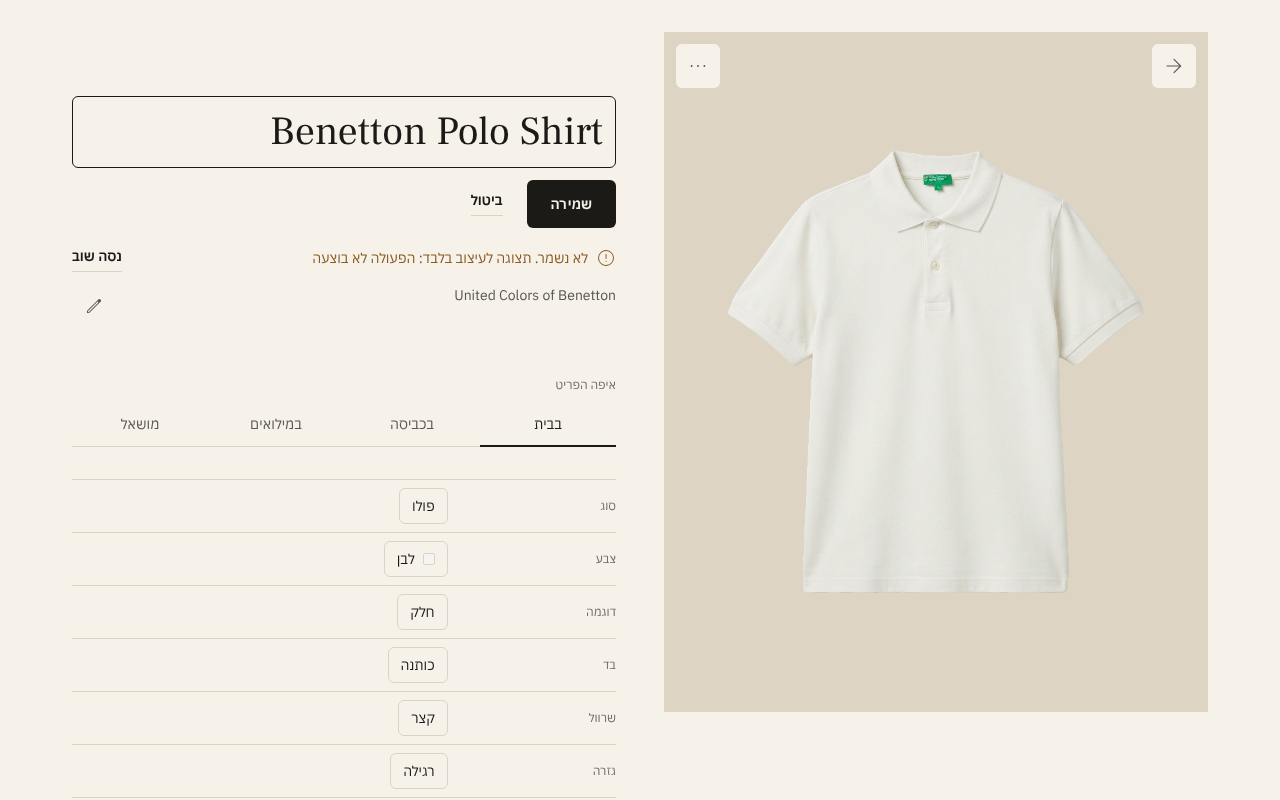 Benetton Polo Shirt
שמירה
ביטול
לא נשמר. תצוגה לעיצוב בלבד: הפעולה לא בוצעה
נסה שוב
United Colors of Benetton
איפה הפריט
בבית
בכביסה
במילואים
מושאל
סוג
פולו
צבע
לבן
דוגמה
חלק
בד
כותנה
שרוול
קצר
גזרה
רגילה